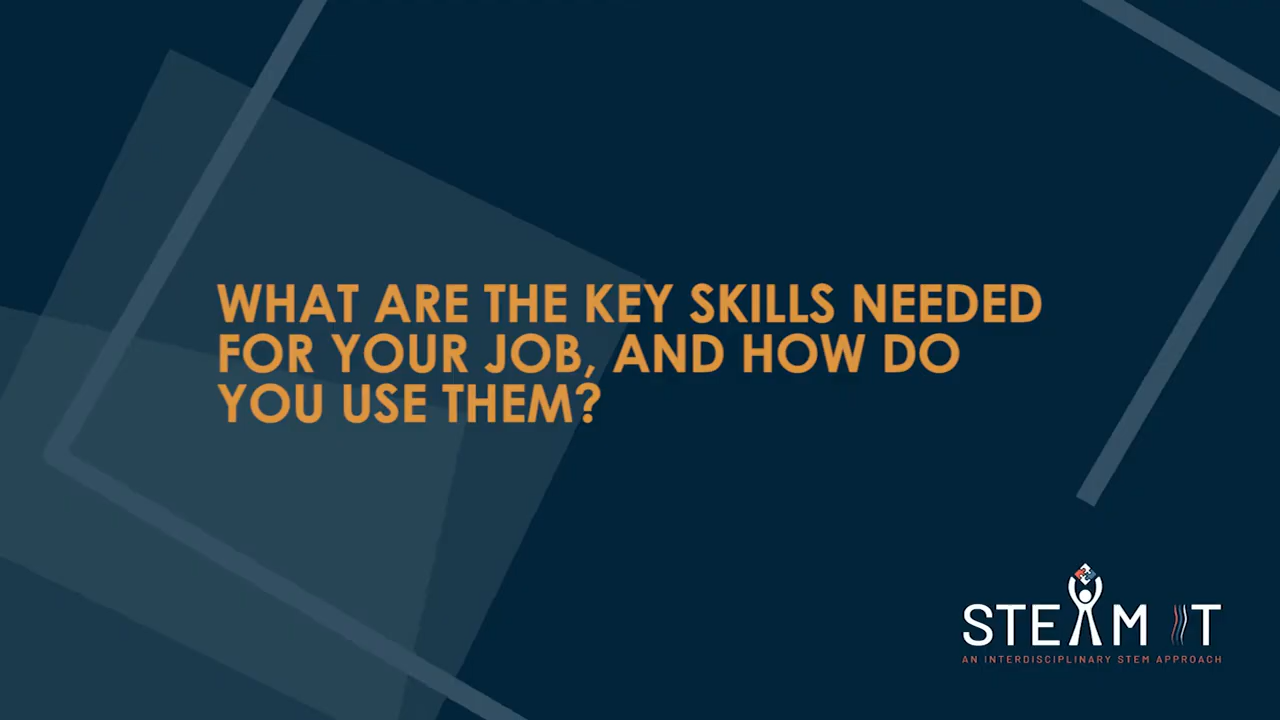 WHAT ARE THE KEY SKILLS NEEDED
FOR YOUR JOB, AND HOW DO
YOU USE THEM?
STEAM IT
AN INTERDISCIPLINARY STEM APPROACH